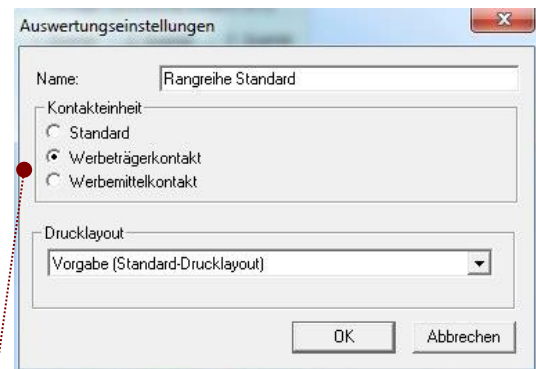 Auswertungseinstellungen
Name: Rangreihe Standard
Kontakteinheit
Standard
Werbeträgerkontakt
Werbemittelkontakt
Drucklayout
Vorgabe (Standard-Drucklayout)
OK Abbrechen